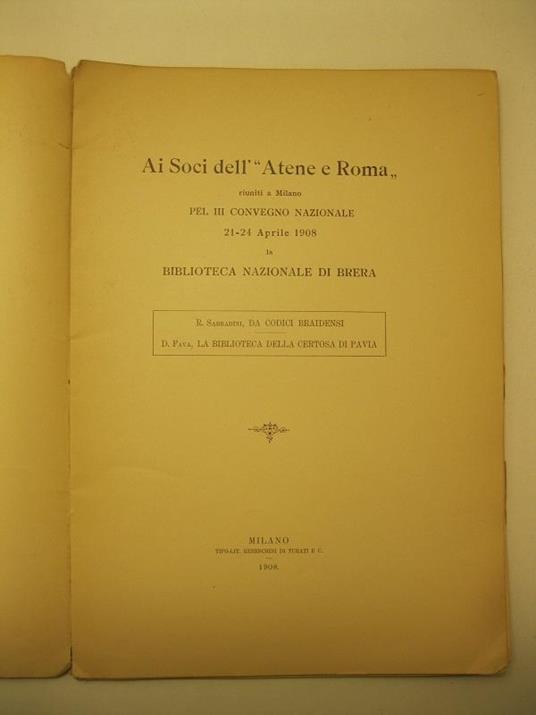 Ai Soci dell' “Atene e Roma„
riuniti a Milano
PEL III CONVEGNO NAZIONALE
21-24 Aprile 1908
la
BIBLIOTECA NAZIONALE DI BRERA
R. Sabbadini, DA CODICI BRAIDENSI
D. Fava, LA BIBLIOTECA DELLA CERTOSA DI PAVIA
MILANO
TIPO-LIT. REBESCHINI DI TURATI E C.
1908.